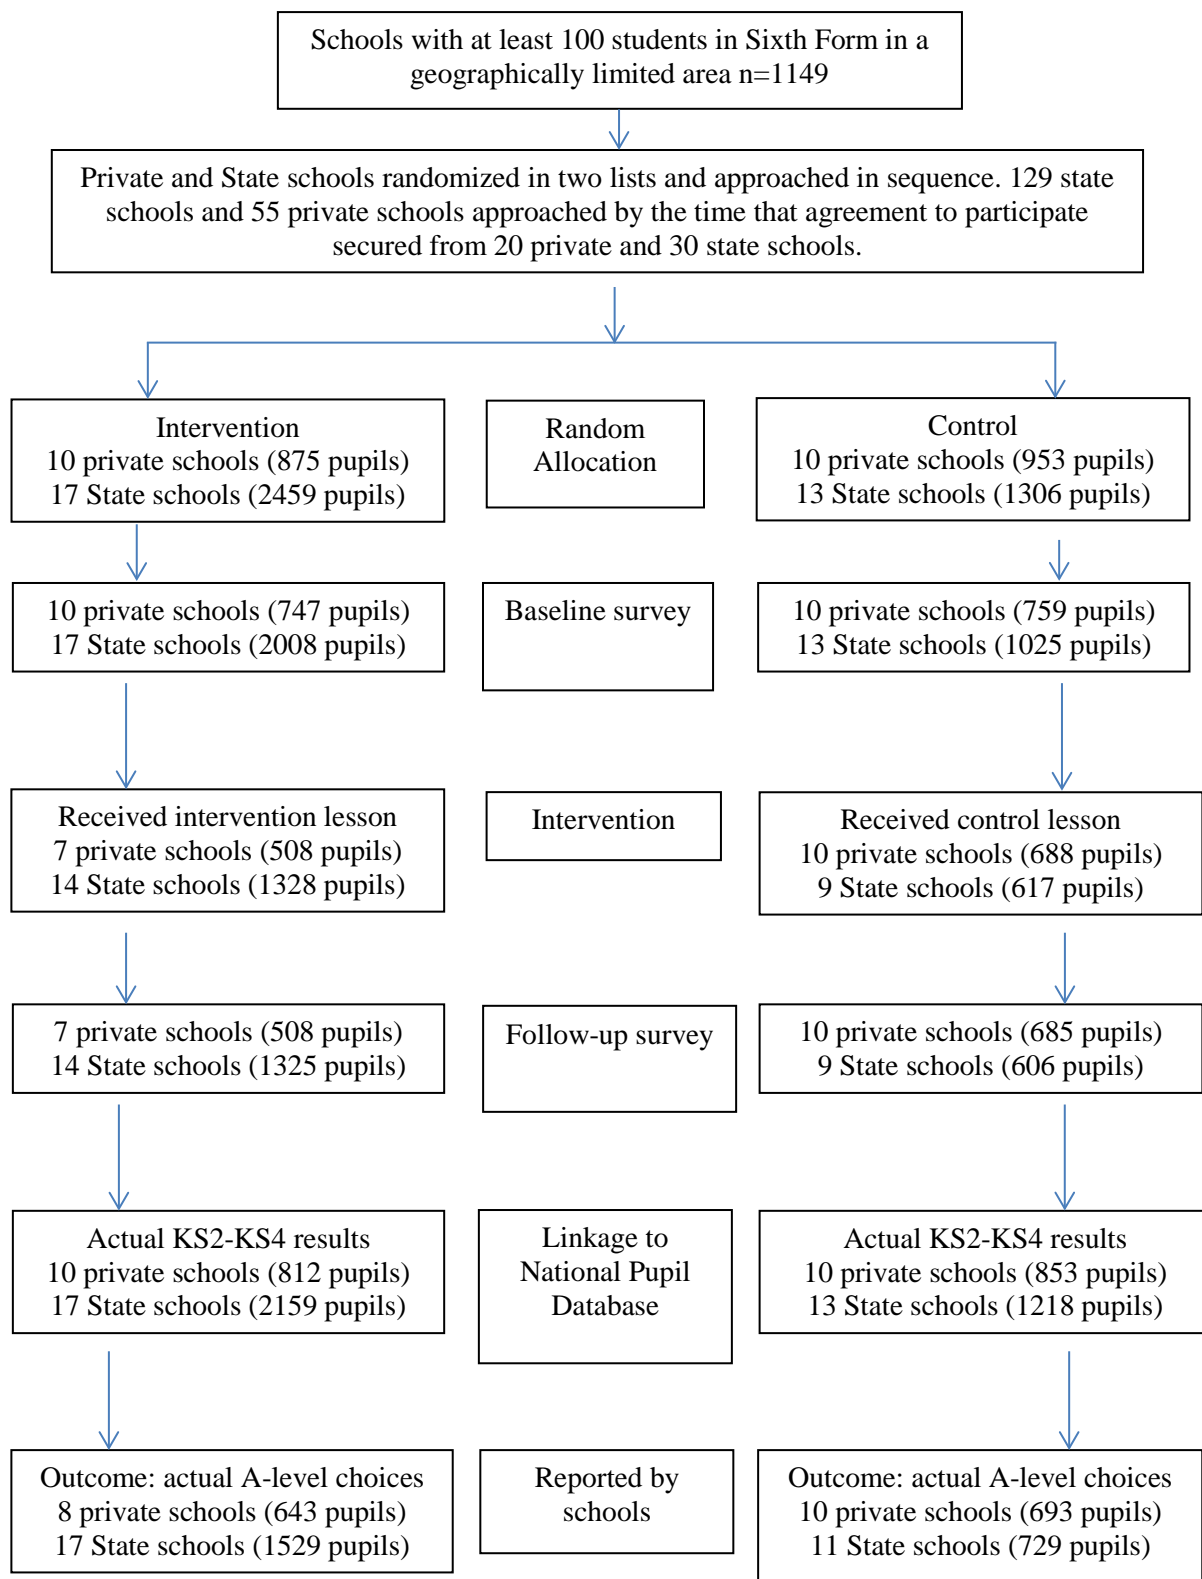 Schools with at least 100 students in Sixth Form in a
geographically limited area n=1149
Private and State schools randomized in two lists and approached in sequence. 129 state
schools and 55 private schools approached by the time that agreement to participate
secured from 20 private and 30 state schools.
Intervention
10 private schools (875 pupils)
17 State schools (2459 pupils)
Random
Allocation
Control
10 private schools (953 pupils)
13 State schools (1306 pupils)
10 private schools (747 pupils)
17 State schools (2008 pupils)
Baseline survey
10 private schools (759 pupils)
13 State schools (1025 pupils)
Received intervention lesson
7 private schools (508 pupils)
14 State schools (1328 pupils)
Intervention
Received control lesson
10 private schools (688 pupils)
9 State schools (617 pupils)
7 private schools (508 pupils)
14 State schools (1325 pupils)
Follow-up survey
10 private schools (685 pupils)
9 State schools (606 pupils)
Actual KS2-KS4 results
10 private schools (812 pupils)
17 State schools (2159 pupils)
Linkage to
National Pupil
Database
Actual KS2-KS4 results
10 private schools (853 pupils)
13 State schools (1218 pupils)
Outcome: actual A-level choices
8 private schools (643 pupils)
17 State schools (1529 pupils)
Reported by
schools
Outcome: actual A-level choices
10 private schools (693 pupils)
11 State schools (729 pupils)